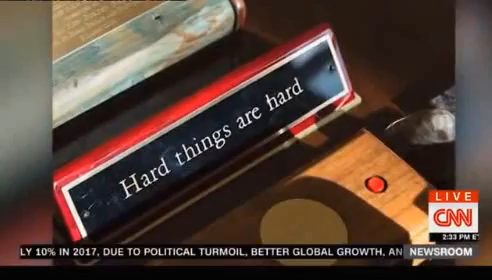 Hard things are hard
LIVE
CNN
2:33 PM ET
LY 10% IN 2017, DUE TO POLITICAL TURMOIL, BETTER GLOBAL GROWTH, AN
NEWSROOM